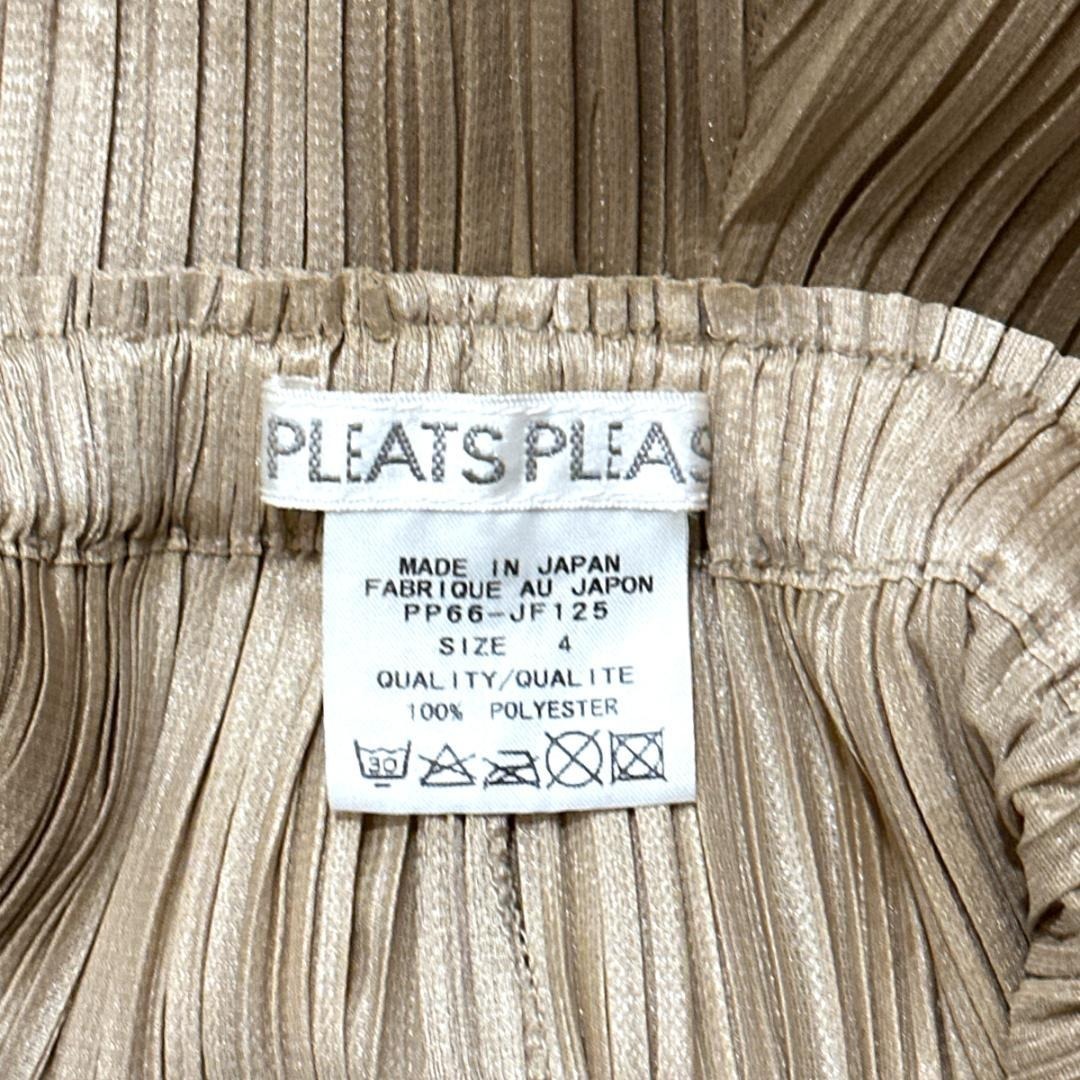 PLEATS PLEAS
MADE IN JAPAN
FABRIQUE AU JAPON
PP66-JF125
SIZE 4
QUALITY/QUALITE
100% POLYESTER
30